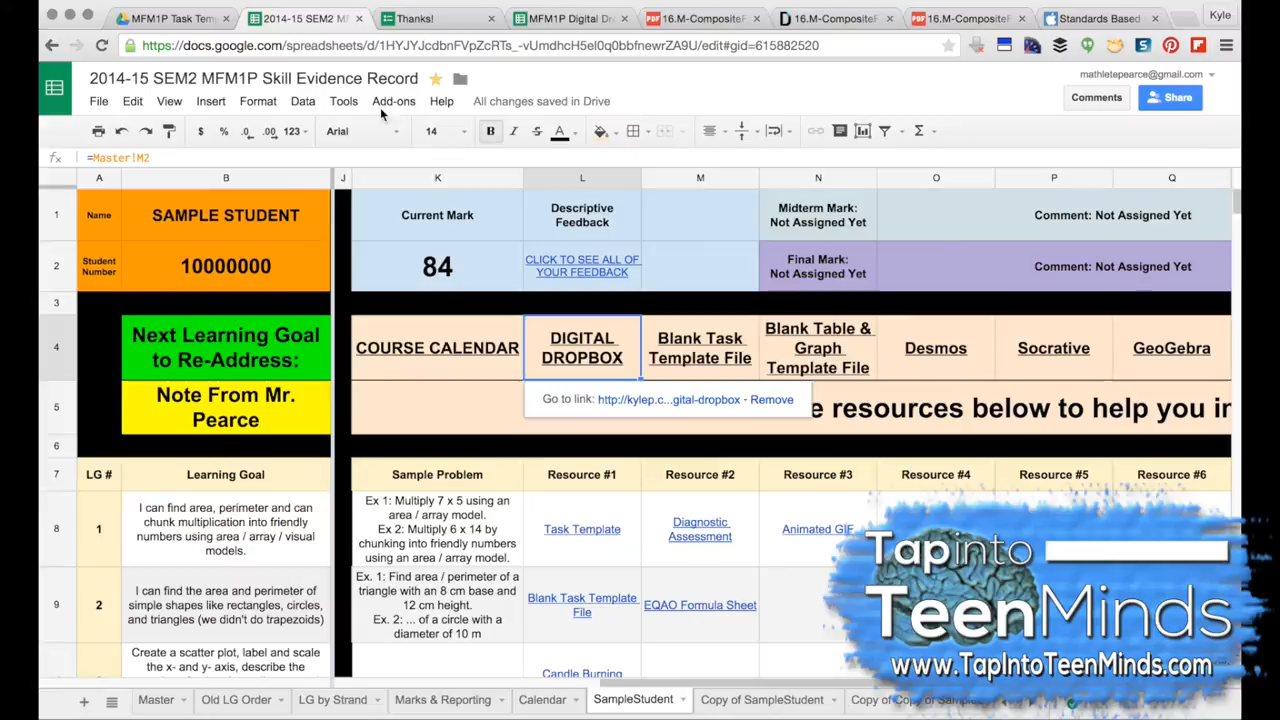 MFM1P Task Tem
2014-15 SEM2 MF
Thanks!
MFM1P Digital Dr
16.M-CompositeF
16.M-CompositeF
16.M-CompositeF
Standards Based
Kyle
https://docs.google.com/spreadsheets/d/1HYJYJcdbnFVpZcRTs_-vUmdhcH5el0q0bbfnewrZA9U/edit#gid=615882520
2014-15 SEM2 MFM1P Skill Evidence Record
mathletepearce@gmail.com
File Edit View Insert Format Data Tools Add-ons Help All changes saved in Drive
Comments
Share
$ % .0 .00 123 Arial 14 B I S A
fx =Master!M2
A B J K L M N O P Q
1 Name SAMPLE STUDENT Current Mark
Descriptive
Feedback
Midterm Mark:
Not Assigned Yet
Comment: Not Assigned Yet
2
Student
Number
10000000
84
CLICK TO SEE ALL OF
YOUR FEEDBACK
Final Mark:
Not Assigned Yet
Comment: Not Assigned Yet
3
4
Next Learning Goal
to Re-Address:
COURSE CALENDAR
DIGITAL
DROPBOX
Blank Task
Template File
Blank Table &
Graph
Template File
Desmos
Socrative
GeoGebra
5
Note From Mr.
Pearce
Go to link: http://kylep.c...gital-dropbox - Remove
e resources below to help you in
6
7 LG # Learning Goal Sample Problem Resource #1 Resource #2 Resource #3 Resource #4 Resource #5 Resource #6
8
1
I can find area, perimeter and can
chunk multiplication into friendly
numbers using area / array / visual
models.
Ex 1: Multiply 7 x 5 using an
area / array model.
Ex 2: Multiply 6 x 14 by
chunking into friendly numbers
using an area / array model.
Task Template
Diagnostic
Assessment
Animated GIF
9
2
I can find the area and perimeter of
simple shapes like rectangles, circles,
and triangles (we didn't do trapezoids)
Ex. 1: Find area / perimeter of a
triangle with an 8 cm base and
12 cm height.
Ex. 2: ... of a circle with a
diameter of 10 m
Blank Task Template
File
EQAO Formula Sheet
Create a scatter plot, label and scale
the x- and y- axis, describe the
Candle Burning
Tap into
TeenMinds
www.TapIntoTeenMinds.com
Master
Old LG Order
LG by Strand
Marks & Reporting
Calendar
SampleStudent
Copy of SampleStudent
Copy of Copy of Sam